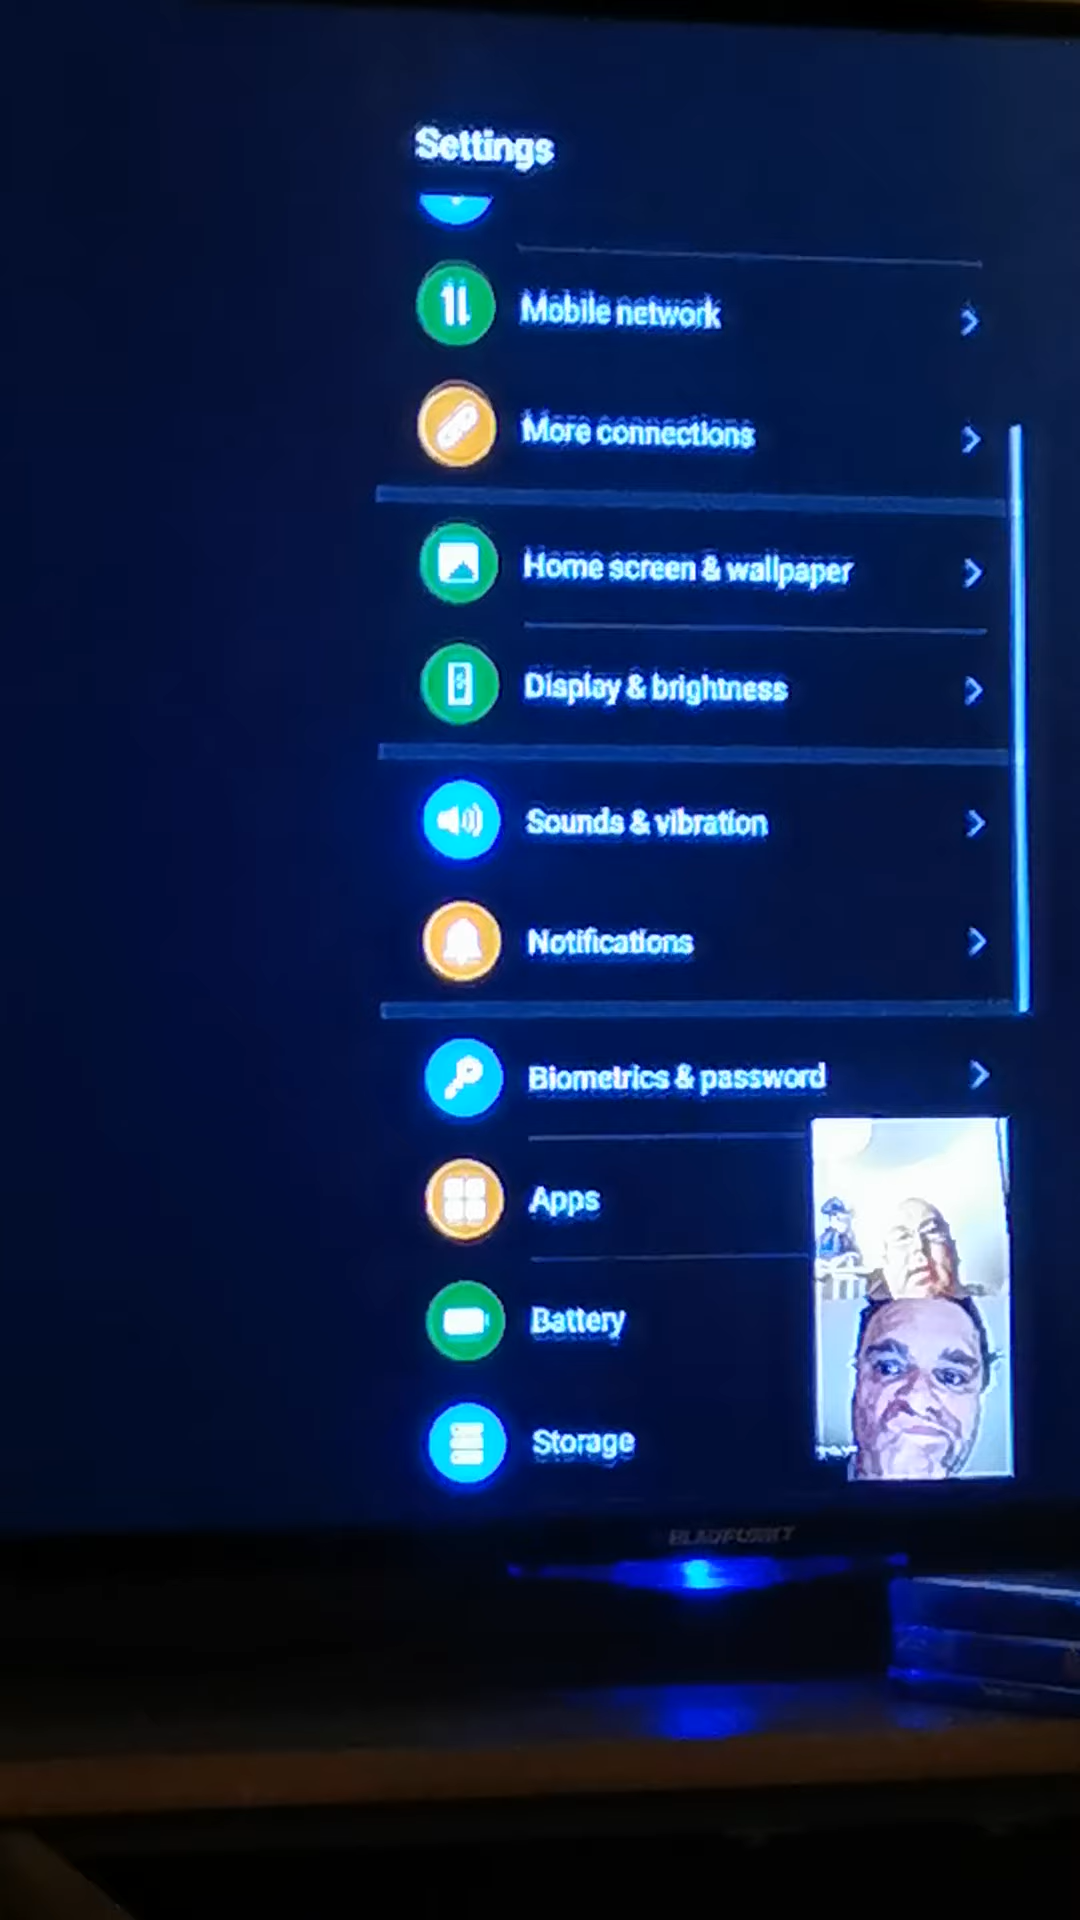 Settings
Mobile network
More connections
Home screen & wallpaper
Display & brightness
Sounds & vibration
Notifications
Biometrics & password
Apps
Battery
Storage